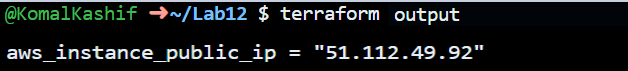 @KomalKashif ➜ ~/Lab12 $ terraform output
aws_instance_public_ip = "51.112.49.92"